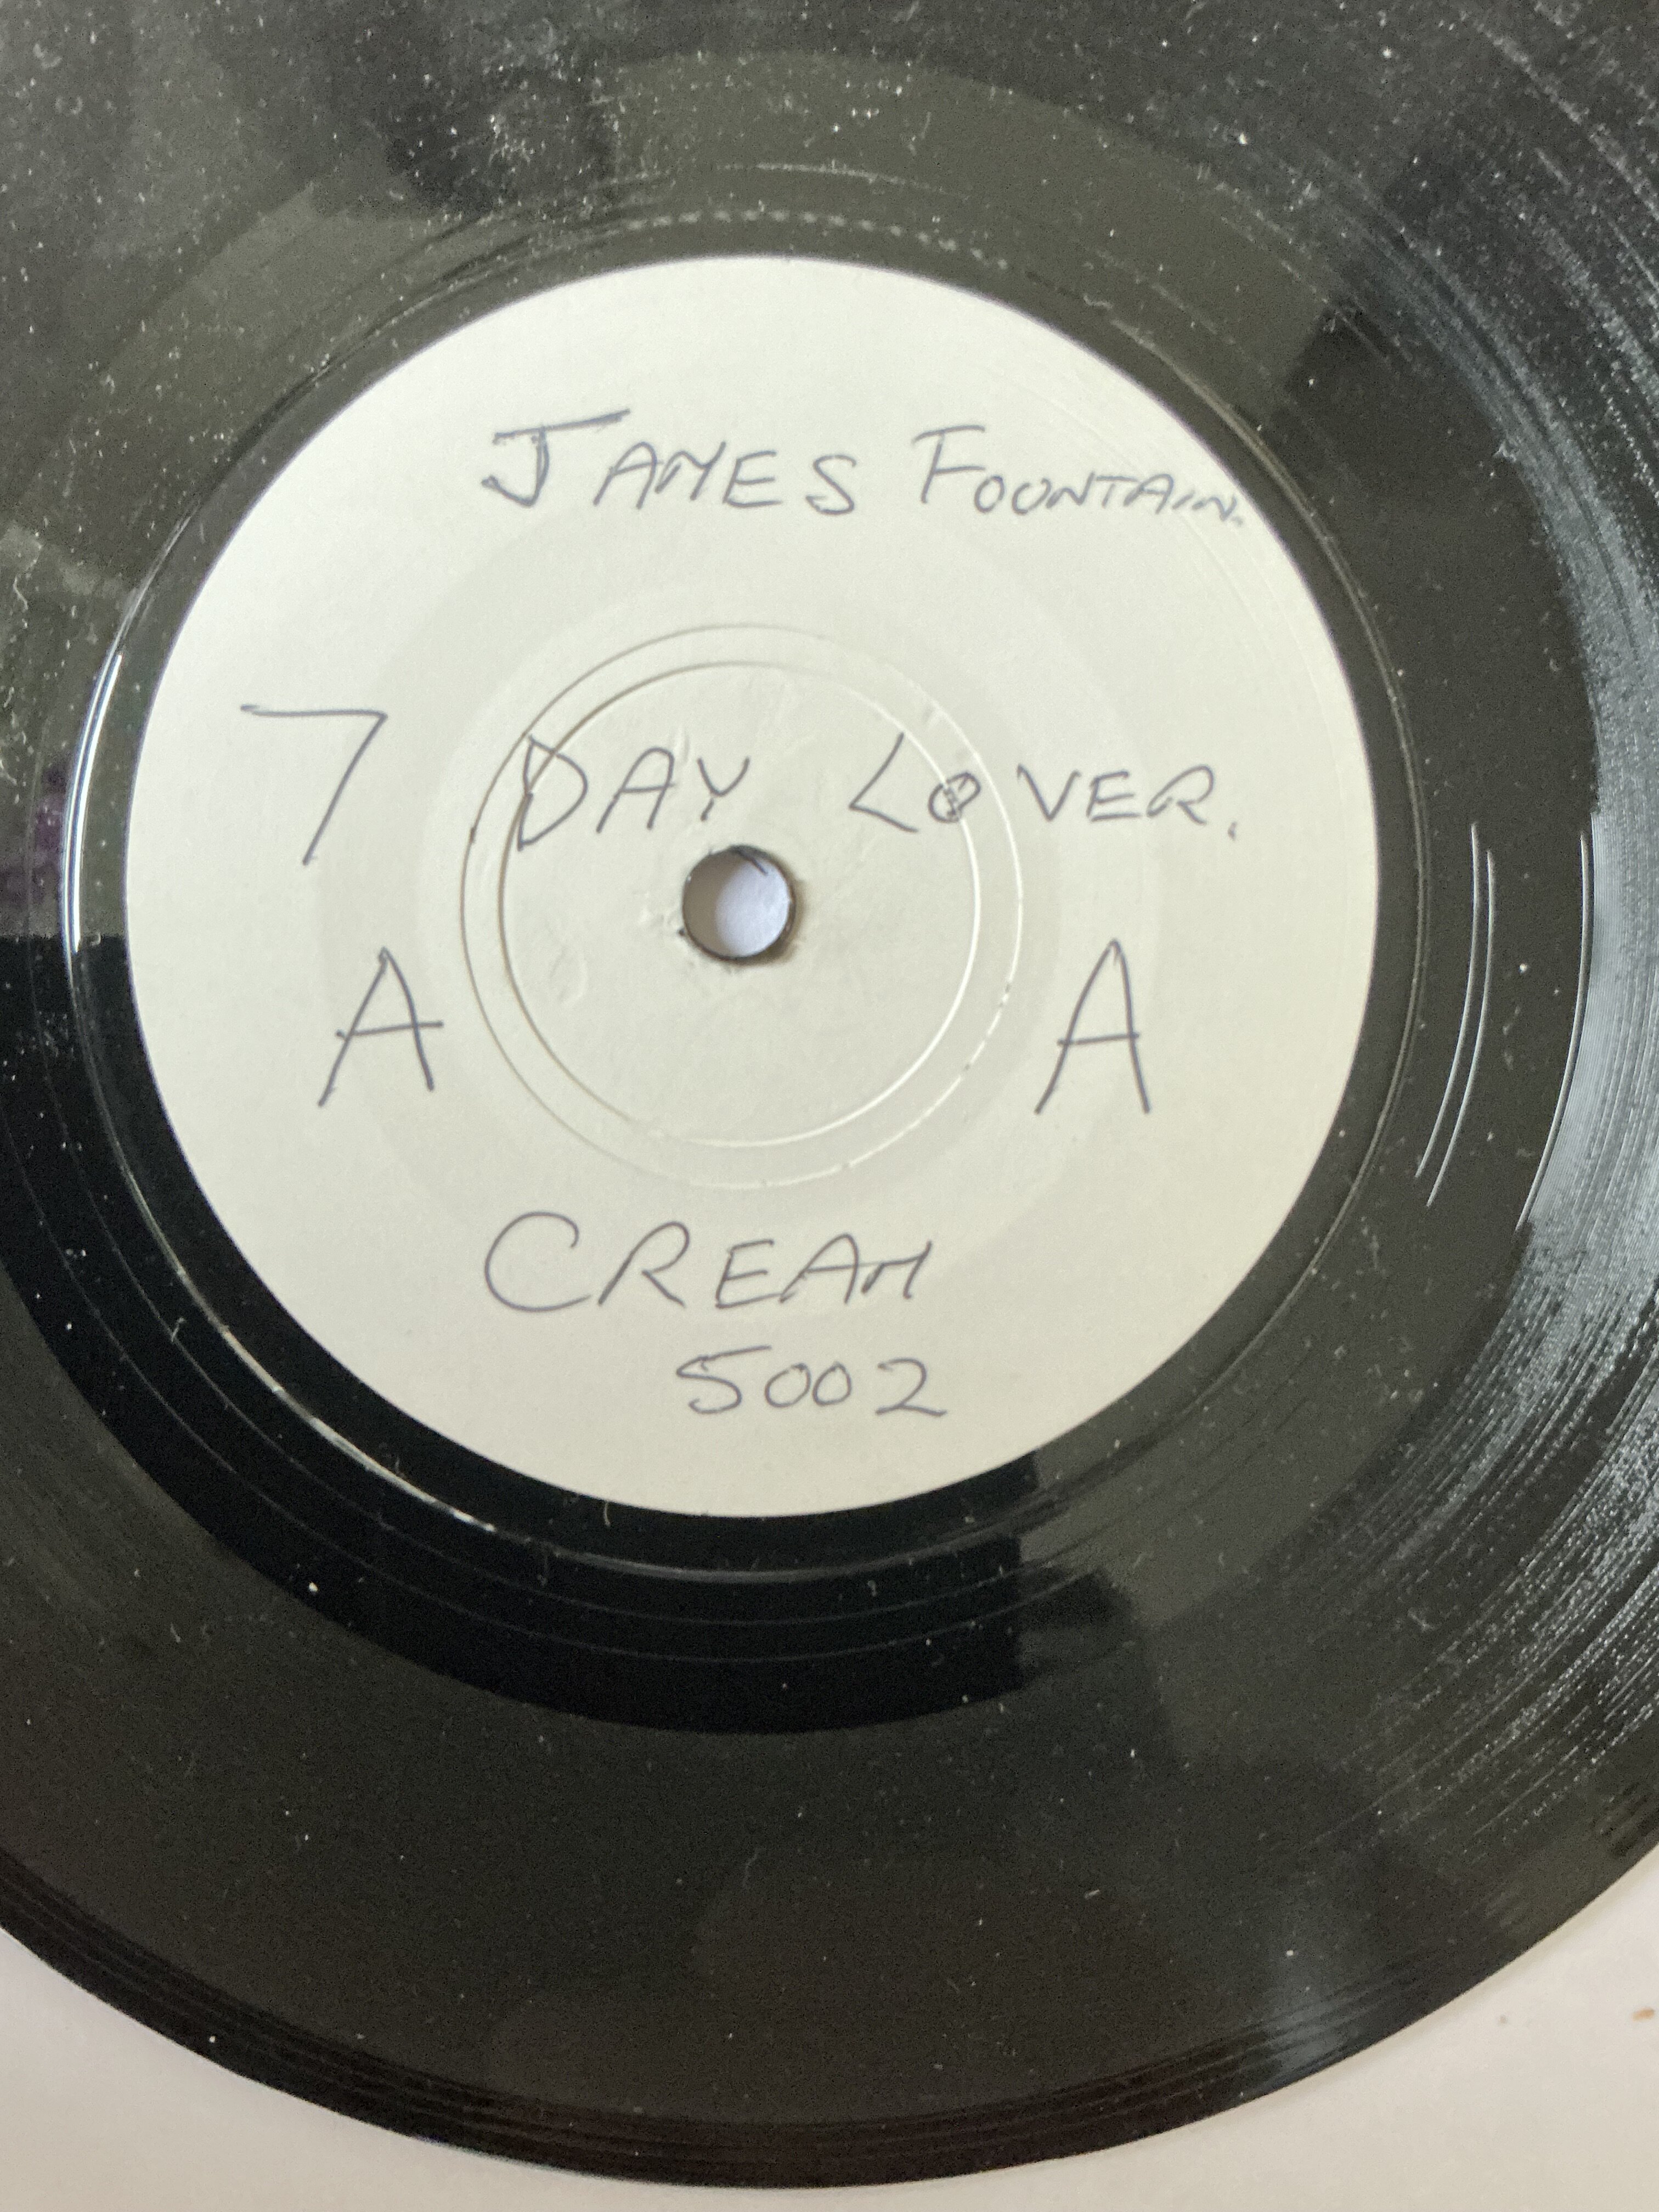 JAMES FOUNTAIN.
7 DAY LOVER.
A A
CREAM
5002